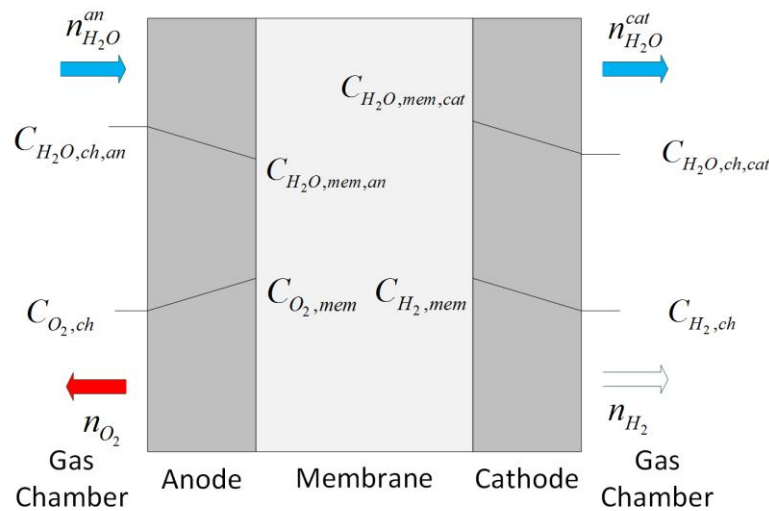 n_{H_2O}^{an}
n_{H_2O}^{cat}
C_{H_2O,mem,cat}
C_{H_2O,ch,an}
C_{H_2O,ch,cat}
C_{H_2O,mem,an}
C_{O_2,ch}
C_{O_2,mem}
C_{H_2,mem}
C_{H_2,ch}
n_{O_2}
n_{H_2}
Gas
Chamber
Anode
Membrane
Cathode
Gas
Chamber